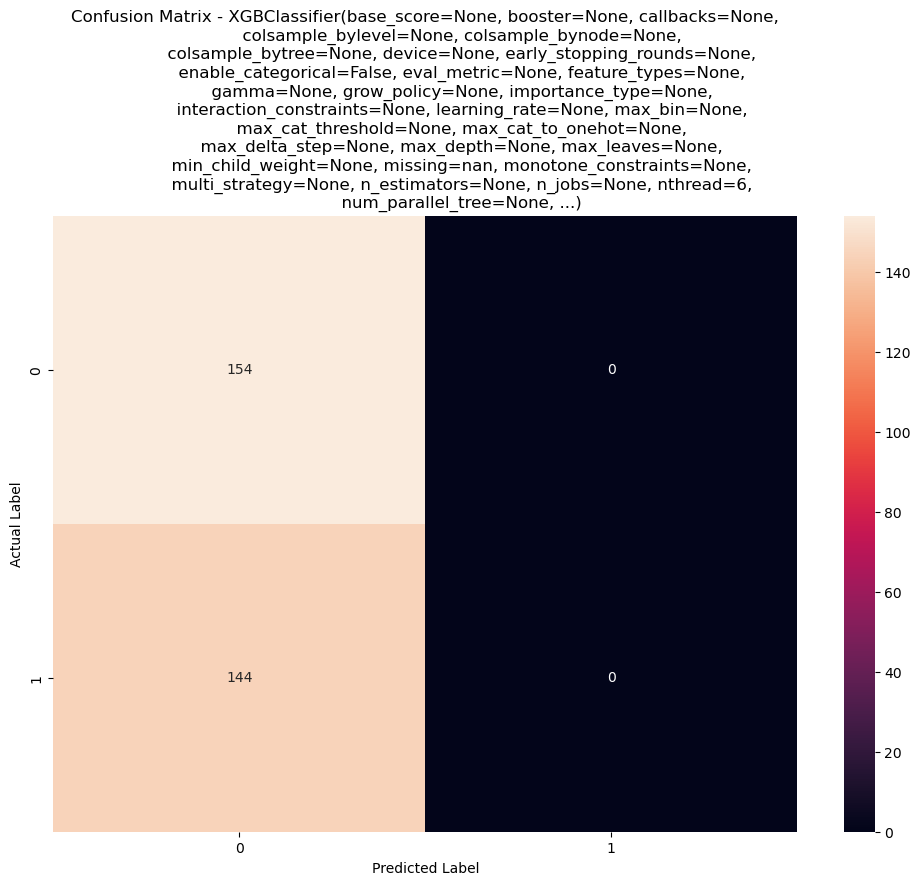 Confusion Matrix - XGBClassifier(base_score=None, booster=None, callbacks=None,
colsample_bylevel=None, colsample_bynode=None,
colsample_bytree=None, device=None, early_stopping_rounds=None,
enable_categorical=False, eval_metric=None, feature_types=None,
gamma=None, grow_policy=None, importance_type=None,
interaction_constraints=None, learning_rate=None, max_bin=None,
max_cat_threshold=None, max_cat_to_onehot=None,
max_delta_step=None, max_depth=None, max_leaves=None,
min_child_weight=None, missing=nan, monotone_constraints=None,
multi_strategy=None, n_estimators=None, n_jobs=None, nthread=6,
num_parallel_tree=None, ...)
Actual Label
0
154
0
1
144
0
0
1
Predicted Label
140
120
100
80
60
40
20
0